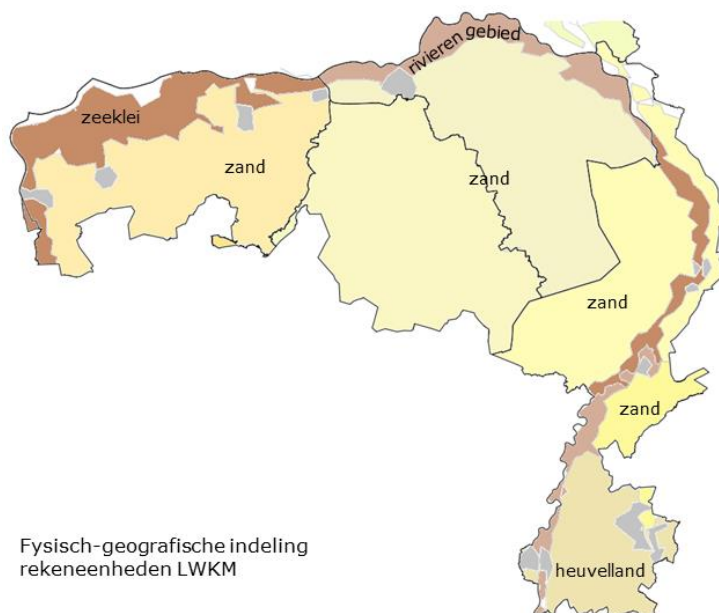 rivieren gebied
zeeklei
zand
zand
zand
zand
heuvelland
Fysisch-geografische indeling
rekeneenheden LWKM